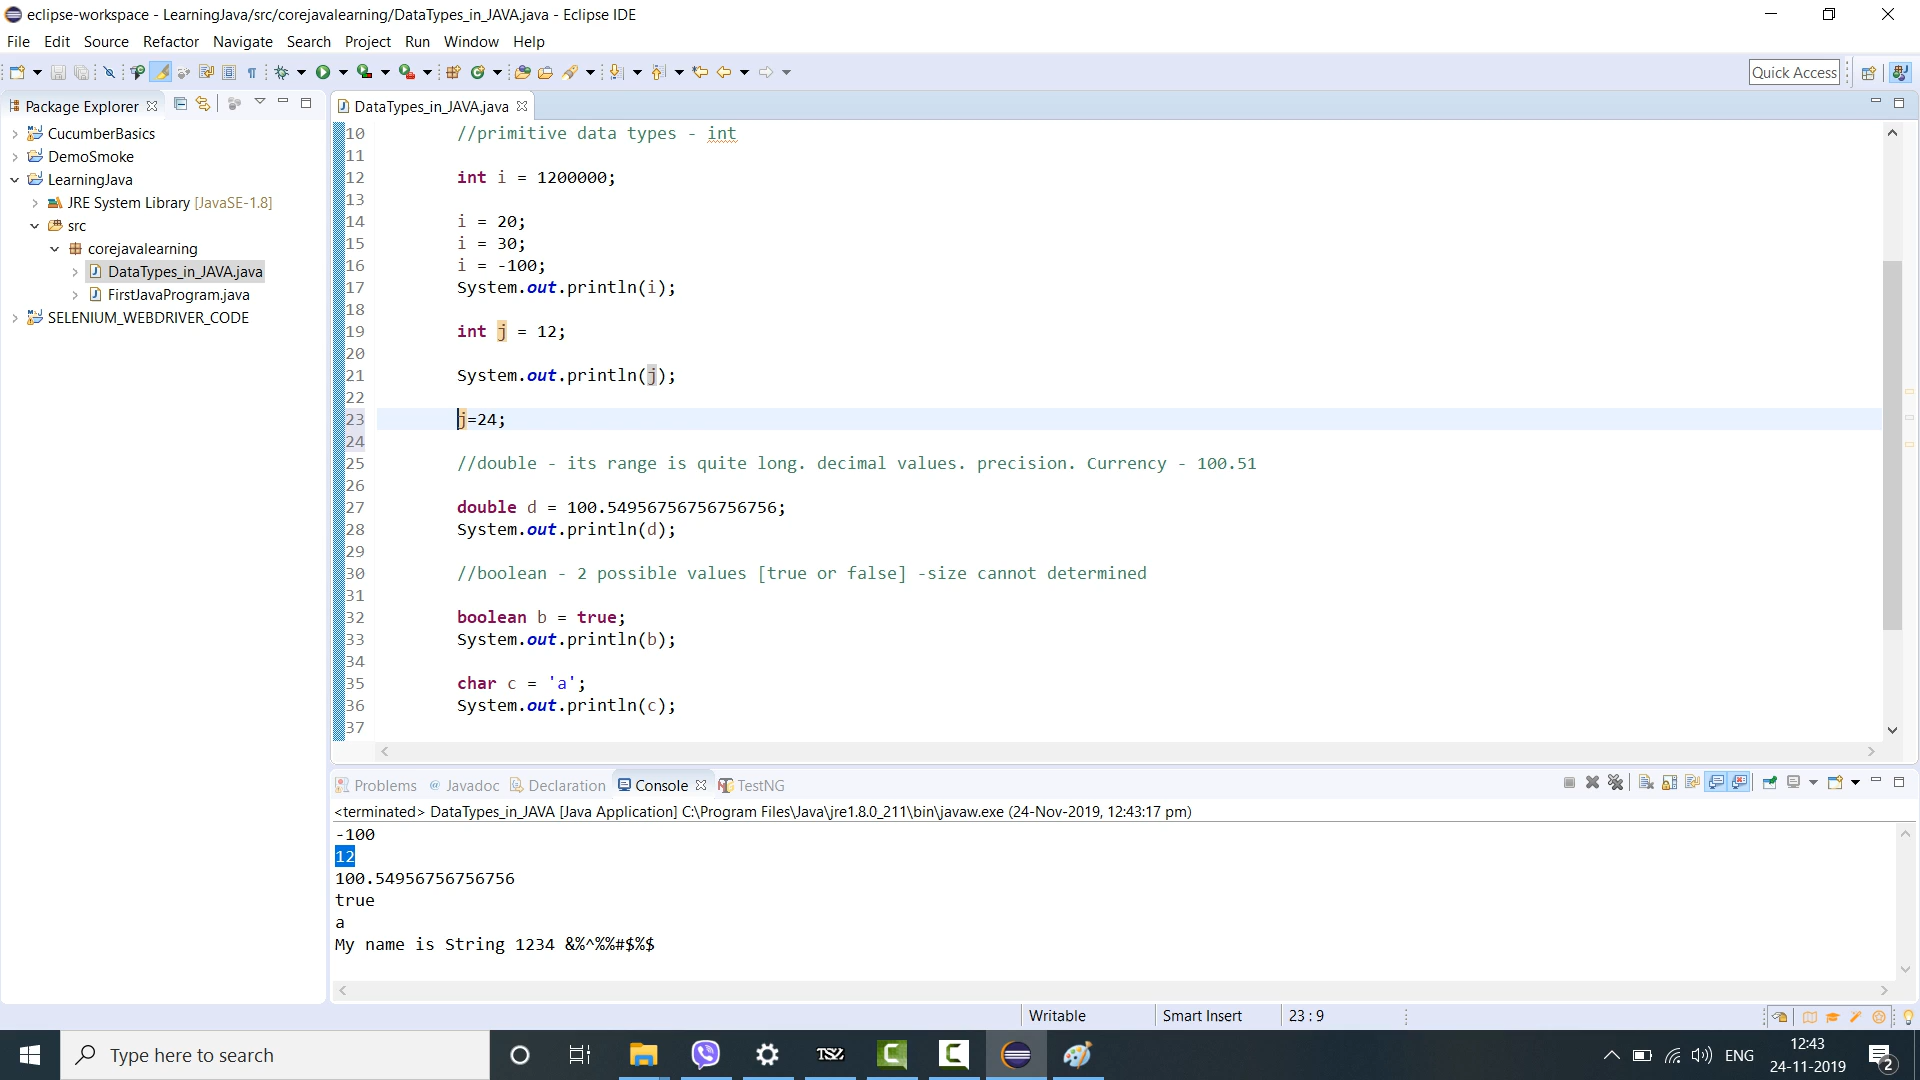 eclipse-workspace - LearningJava/src/corejavalearning/DataTypes_in_JAVA.java - Eclipse IDE
File Edit Source Refactor Navigate Search Project Run Window Help
Quick Access
Package Explorer
DataTypes_in_JAVA.java
CucumberBasics
DemoSmoke
LearningJava
JRE System Library [JavaSE-1.8]
src
corejavalearning
DataTypes_in_JAVA.java
FirstJavaProgram.java
SELENIUM_WEBDRIVER_CODE
10 //primitive data types - int
11
12 int i = 1200000;
13
14 i = 20;
15 i = 30;
16 i = -100;
17 System.out.println(i);
18
19 int j = 12;
20
21 System.out.println(j);
22
23 j=24;
24
25 //double - its range is quite long. decimal values. precision. Currency - 100.51
26
27 double d = 100.54956756756756756;
28 System.out.println(d);
29
30 //boolean - 2 possible values [true or false] -size cannot determined
31
32 boolean b = true;
33 System.out.println(b);
34
35 char c = 'a';
36 System.out.println(c);
37
Problems @ Javadoc Declaration Console TestNG
<terminated> DataTypes_in_JAVA [Java Application] C:\Program Files\Java\jre1.8.0_211\bin\javaw.exe (24-Nov-2019, 12:43:17 pm)
-100
12
100.54956756756756
true
a
My name is String 1234 &%^%%#$%$
Writable Smart Insert 23 : 9
Type here to search
TSZ
ENG
12:43
24-11-2019
2